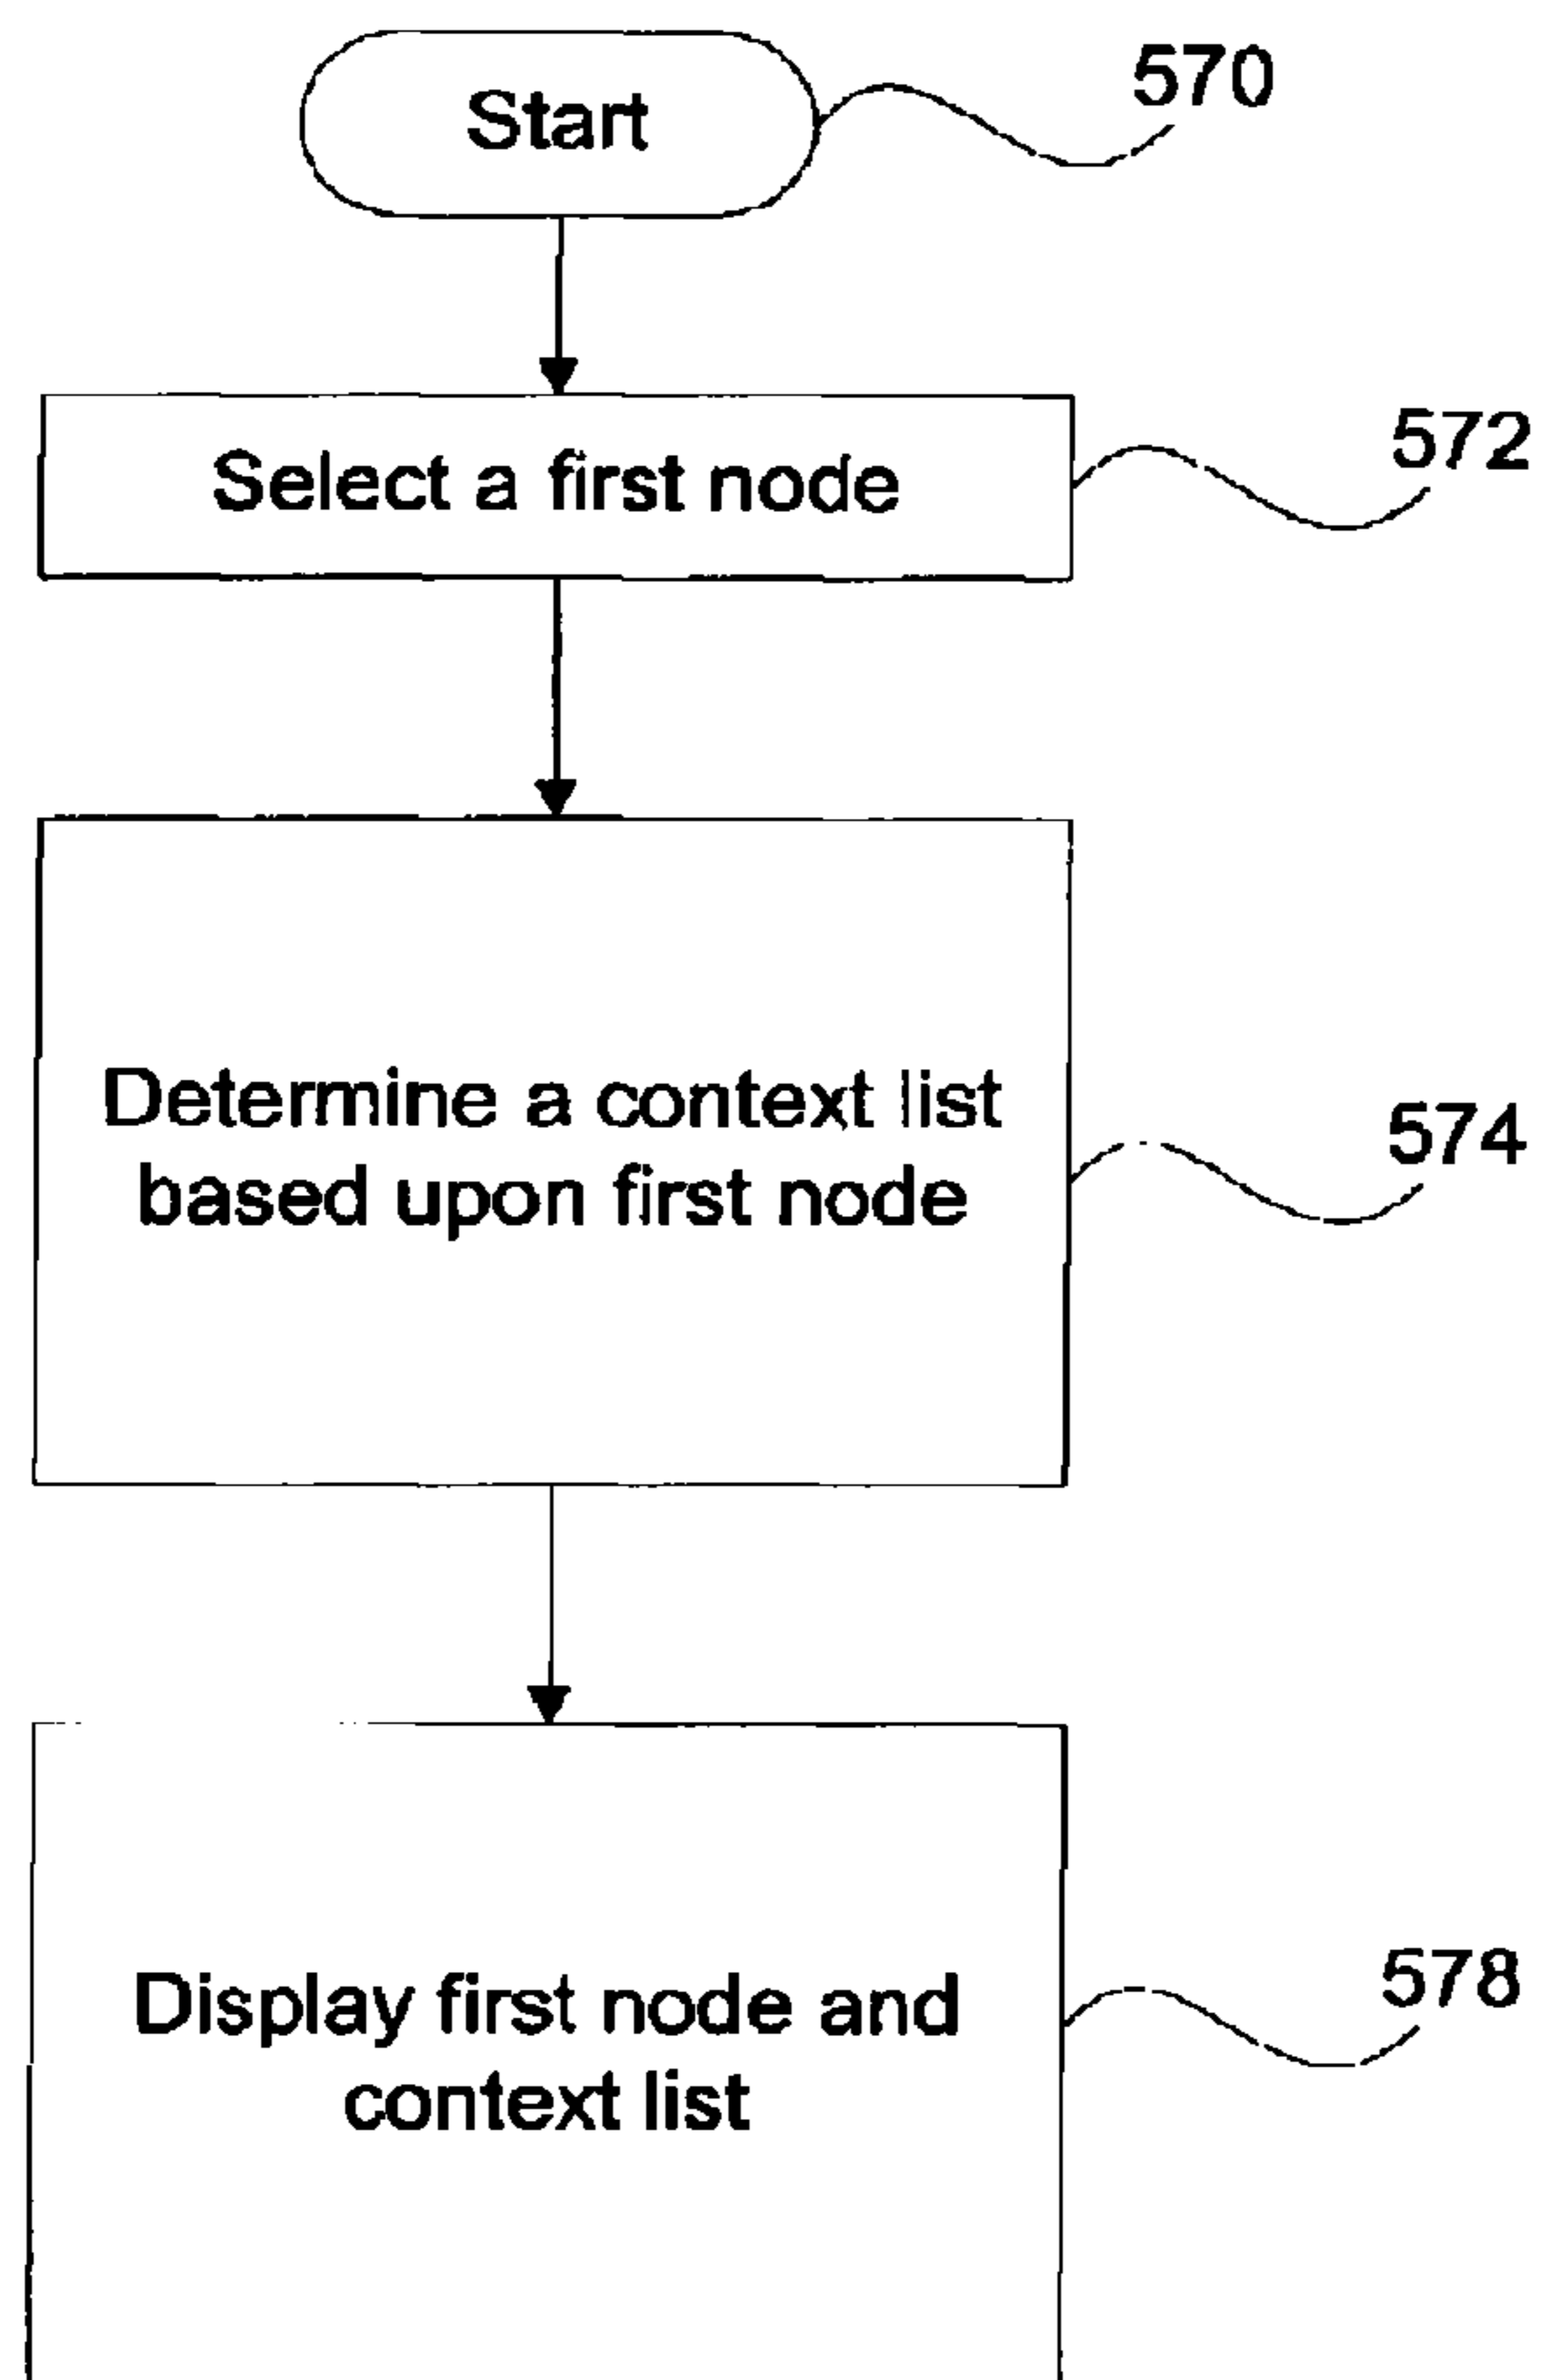 Start
570
Select a first node
572
Determine a context list
based upon first node
574
Display first node and
context list
578